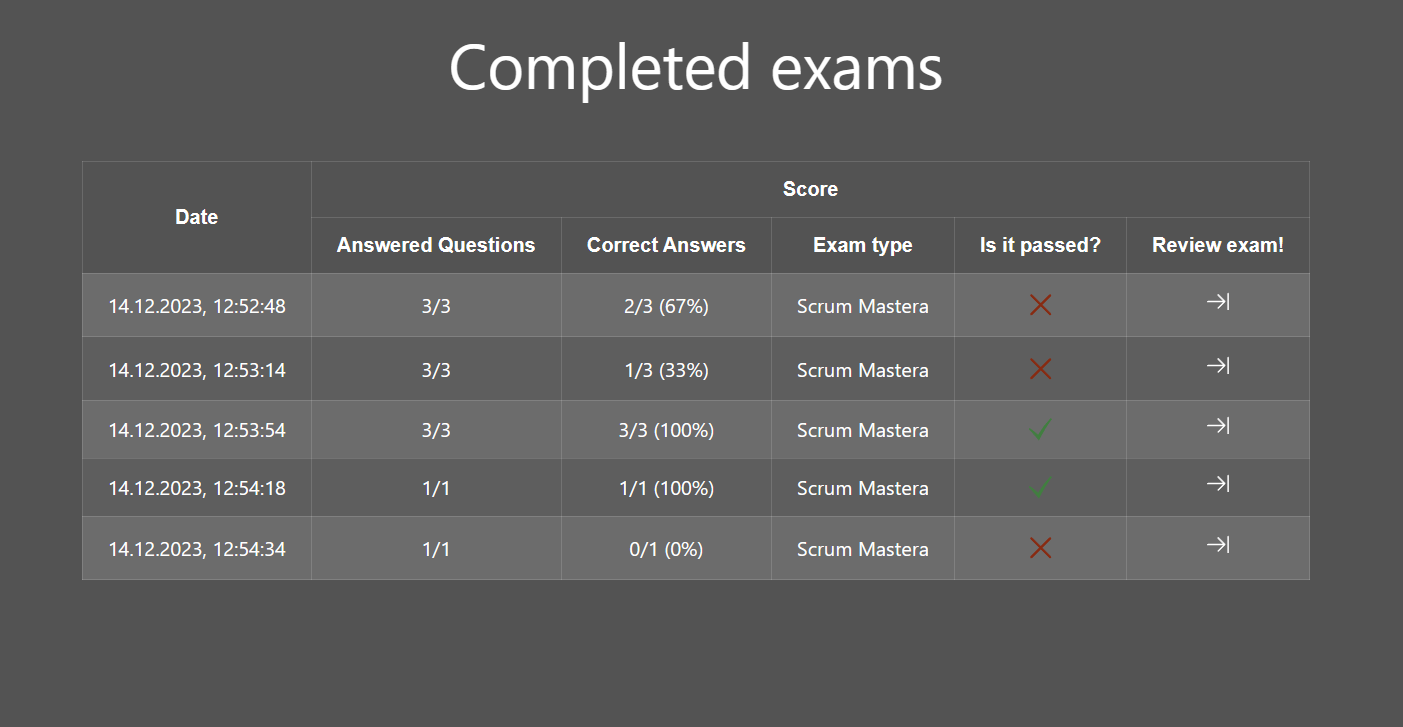 Completed exams
Date
Score
Answered Questions Correct Answers Exam type Is it passed? Review exam!
14.12.2023, 12:52:48 3/3 2/3 (67%) Scrum Mastera
14.12.2023, 12:53:14 3/3 1/3 (33%) Scrum Mastera
14.12.2023, 12:53:54 3/3 3/3 (100%) Scrum Mastera
14.12.2023, 12:54:18 1/1 1/1 (100%) Scrum Mastera
14.12.2023, 12:54:34 1/1 0/1 (0%) Scrum Mastera